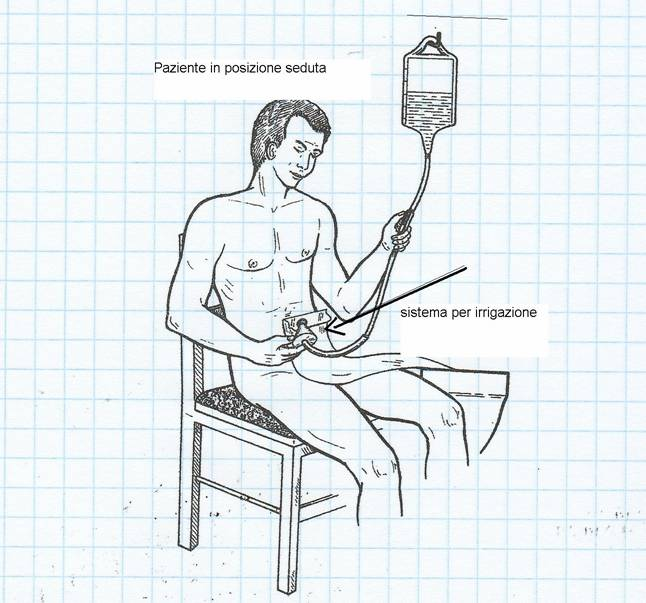 Paziente in posizione seduta
sistema per irrigazione